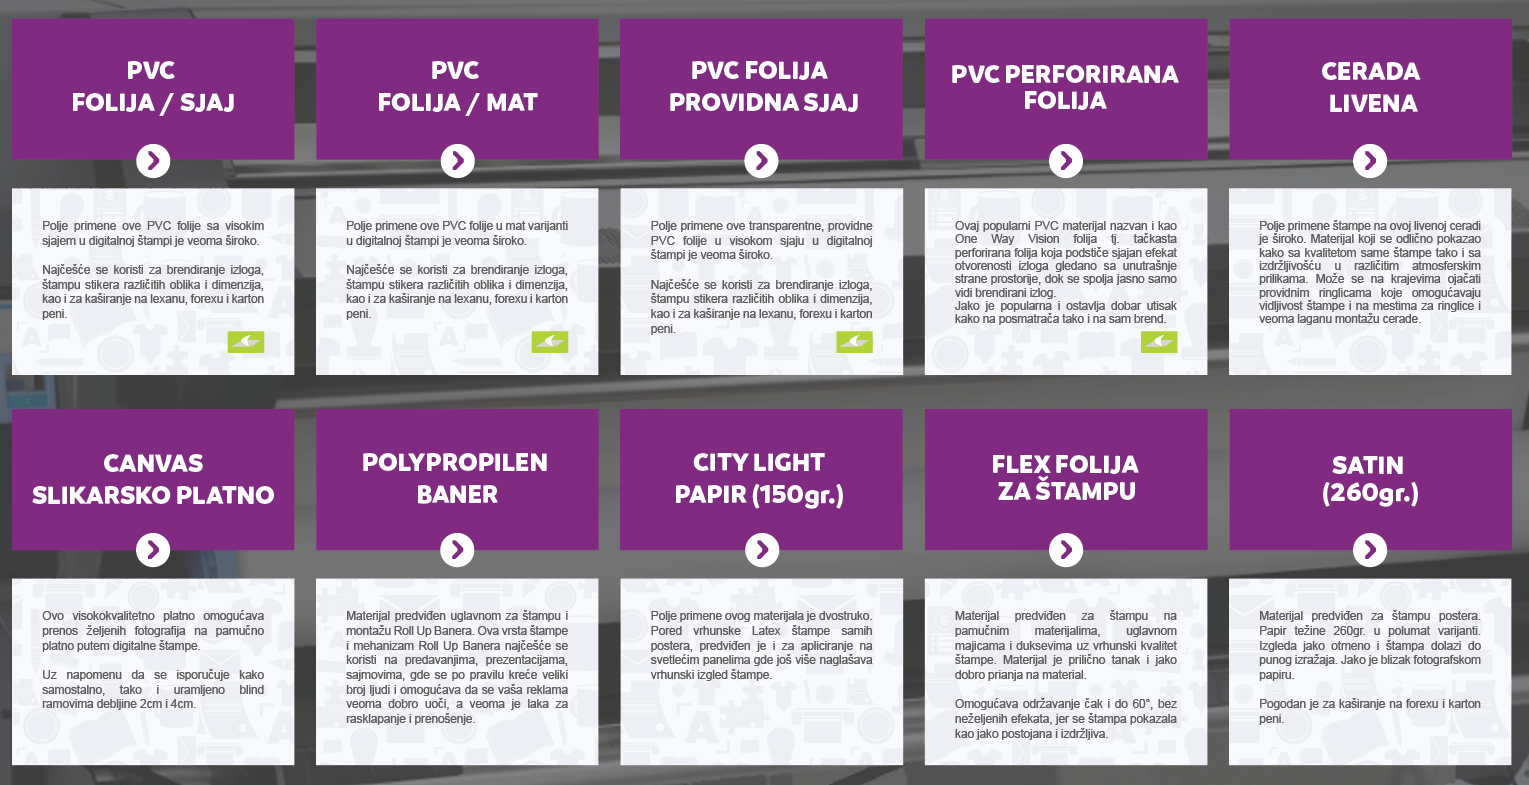 PVC
FOLIJA / SJAJ
Polje primene ove PVC folije sa visokim
sjajem u digitalnoj štampi je veoma široko.
Najčešće se koristi za brendiranje izloga,
štampu stikera različitih oblika i dimenzija,
kao i za kaširanje na lexanu, forexu i karton
peni.
PVC
FOLIJA / MAT
Polje primene ove PVC folije u mat varijanti
u digitalnoj štampi je veoma široko.
Najčešće se koristi za brendiranje izloga,
štampu stikera različitih oblika i dimenzija,
kao i za kaširanje na lexanu, forexu i karton
peni.
PVC FOLIJA
PROVIDNA SJAJ
Polje primene ove transparentne, providne
PVC folije u visokom sjaju u digitalnoj
štampi je veoma široko.
Najčešće se koristi za brendiranje izloga,
štampu stikera različitih oblika i dimenzija,
kao i za kaširanje na lexanu, forexu i karton
peni.
PVC PERFORIRANA
FOLIJA
Ovaj popularni PVC materijal nazvan i kao
One Way Vision folija tj. tačkasta
perforirana folija koja podstiče sjajan efekat
otvorenosti izloga gledano sa unutrašnje
strane prostorije, dok se spolja jasno samo
vidi brendirani izlog.
Jako je popularna i ostavlja dobar utisak
kako na posmatrača tako i na sam brend.
CERADA
LIVENA
Polje primene štampe na ovoj livenoj ceradi
je široko. Materijal koji se odlično pokazao
kako sa kvalitetom same štampe tako i sa
izdržljivošću u različitim atmosferskim
prilikama. Može se na krajevima ojačati
providnim ringlicama koje omogućavaju
vidljivost štampe i na mestima za ringlice i
veoma laganu montažu cerade.
CANVAS
SLIKARSKO PLATNO
Ovo visokokvalitetno platno omogućava
prenos željenih fotografija na pamučno
platno putem digitalne štampe.
Uz napomenu da se isporučuje kako
samostalno, tako i uramljeno blind
ramovima debljine 2cm i 4cm.
POLYPROPILEN
BANER
Materijal predviđen uglavnom za štampu i
montažu Roll Up Banera. Ova vrsta štampe
i mehanizam Roll Up Banera najčešće se
koristi na predavanjima, prezentacijama,
sajmovima, gde se po pravilu kreće veliki
broj ljudi i omogućava da se vaša reklama
veoma dobro uoči, a veoma je laka za
rasklapanje i prenošenje.
CITY LIGHT
PAPIR (150gr.)
Polje primene ovog materijala je dvostruko.
Pored vrhunske Latex štampe samih
postera, predviđen je i za apliciranje na
svetlećim panelima gde još više naglašava
vrhunski izgled štampe.
FLEX FOLIJA
ZA ŠTAMPU
Materijal predviđen za štampu na
pamučnim materijalima, uglavnom
majicama i duksevima uz vrhunski kvalitet
štampe. Materijal je prilično tanak i jako
dobro prianja na material.
Omogućava održavanje čak i do 60°, bez
neželjenih efekata, jer se štampa pokazala
kao jako postojana i izdržljiva.
SATIN
(260gr.)
Materijal predviđen za štampu postera.
Papir težine 260gr. u polumat varijanti.
Izgleda jako otmeno i štampa dolazi do
punog izražaja. Jako je blizak fotografskom
papiru.
Pogodan je za kaširanje na forexu i karton
peni.